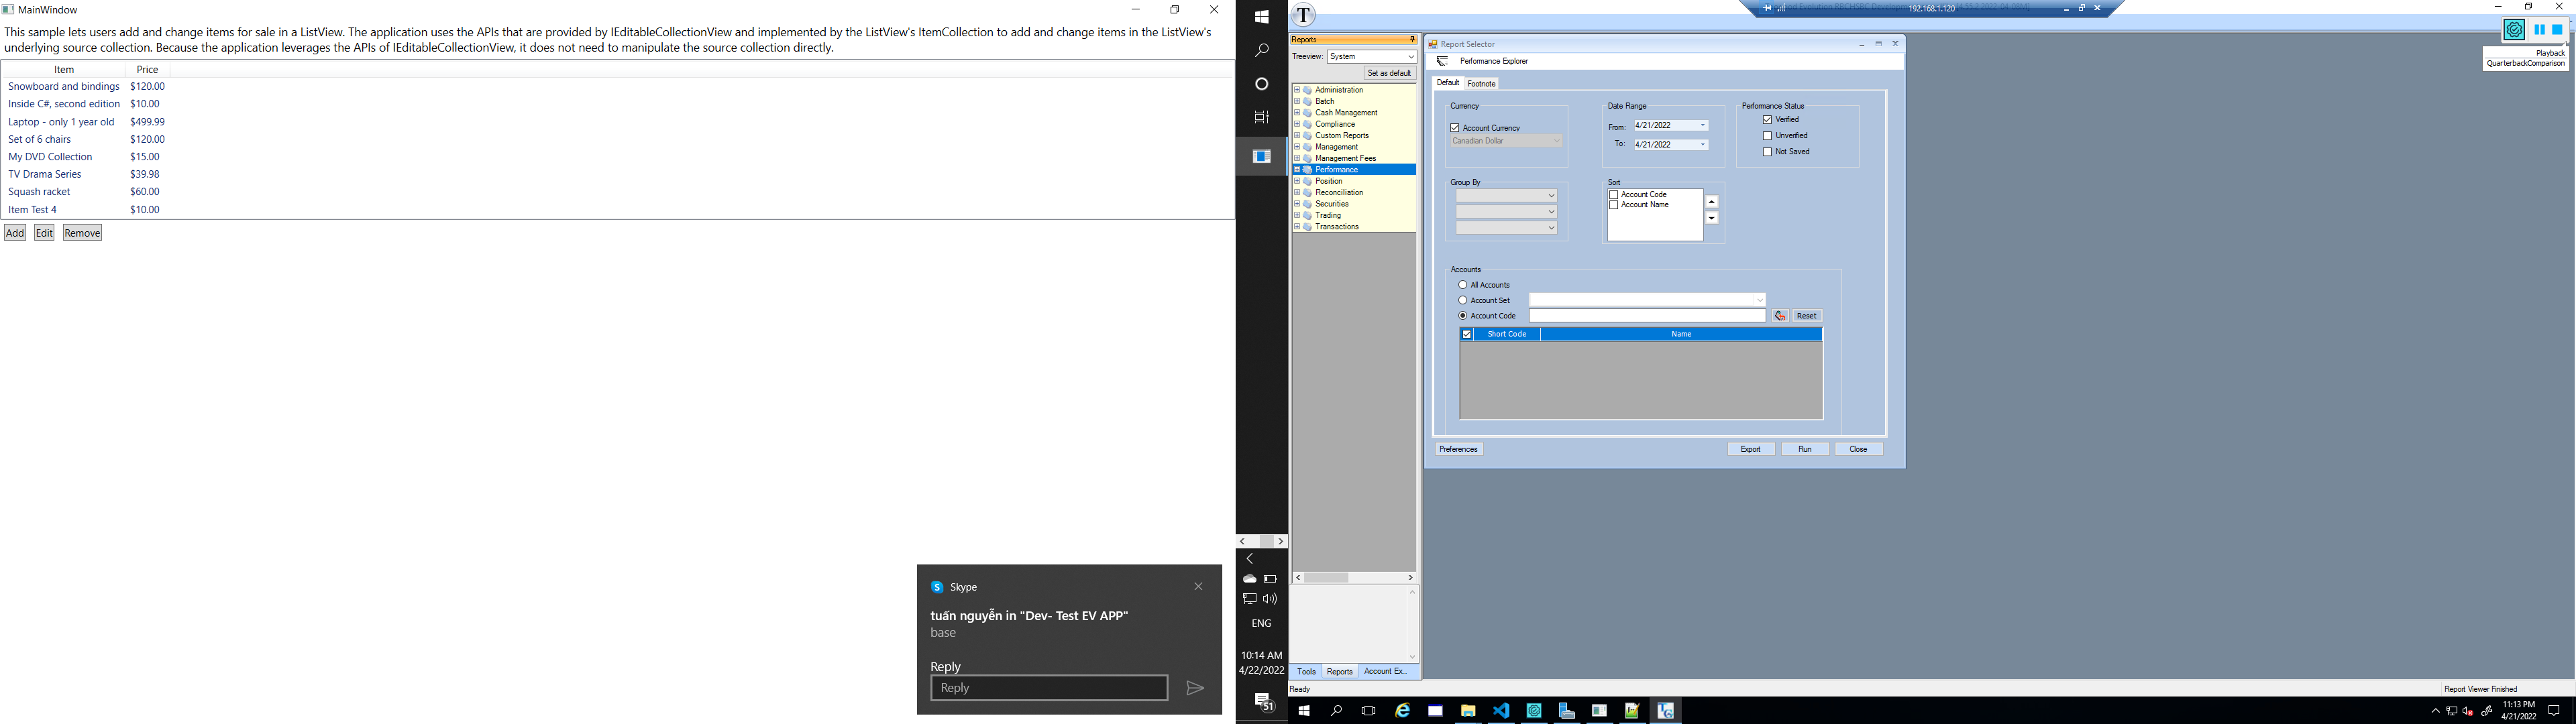 MainWindow
This sample lets users add and change items for sale in a ListView. The application uses the APIs that are provided by IEditableCollectionView and implemented by the ListView's ItemCollection to add and change items in the ListView's
underlying source collection. Because the application leverages the APIs of IEditableCollectionView, it does not need to manipulate the source collection directly.
Item Price
Snowboard and bindings $120.00
Inside C#, second edition $10.00
Laptop - only 1 year old $499.99
Set of 6 chairs $120.00
My DVD Collection $15.00
TV Drama Series $39.98
Squash racket $60.00
Item Test 4 $10.00
Add Edit Remove
Skype
tuấn nguyễn in "Dev- Test EV APP"
base
Reply
Reply
ENG
10:14 AM
4/22/2022
51
T
192.168.1.120
Playback
QuarterbackComparison
Reports
Treeview: System
Set as default
Administration
Batch
Cash Management
Compliance
Custom Reports
Management
Management Fees
Performance
Position
Reconciliation
Securities
Trading
Transactions
Tools Reports Account Ex...
Ready
Report Selector
Performance Explorer
Default Footnote
Currency
Account Currency
Canadian Dollar
Date Range
From: 4/21/2022
To: 4/21/2022
Performance Status
Verified
Unverified
Not Saved
Group By
Sort
Account Code
Account Name
Accounts
All Accounts
Account Set
Account Code
Reset
Short Code Name
Preferences Export Run Close
Report Viewer Finished
11:13 PM
4/21/2022